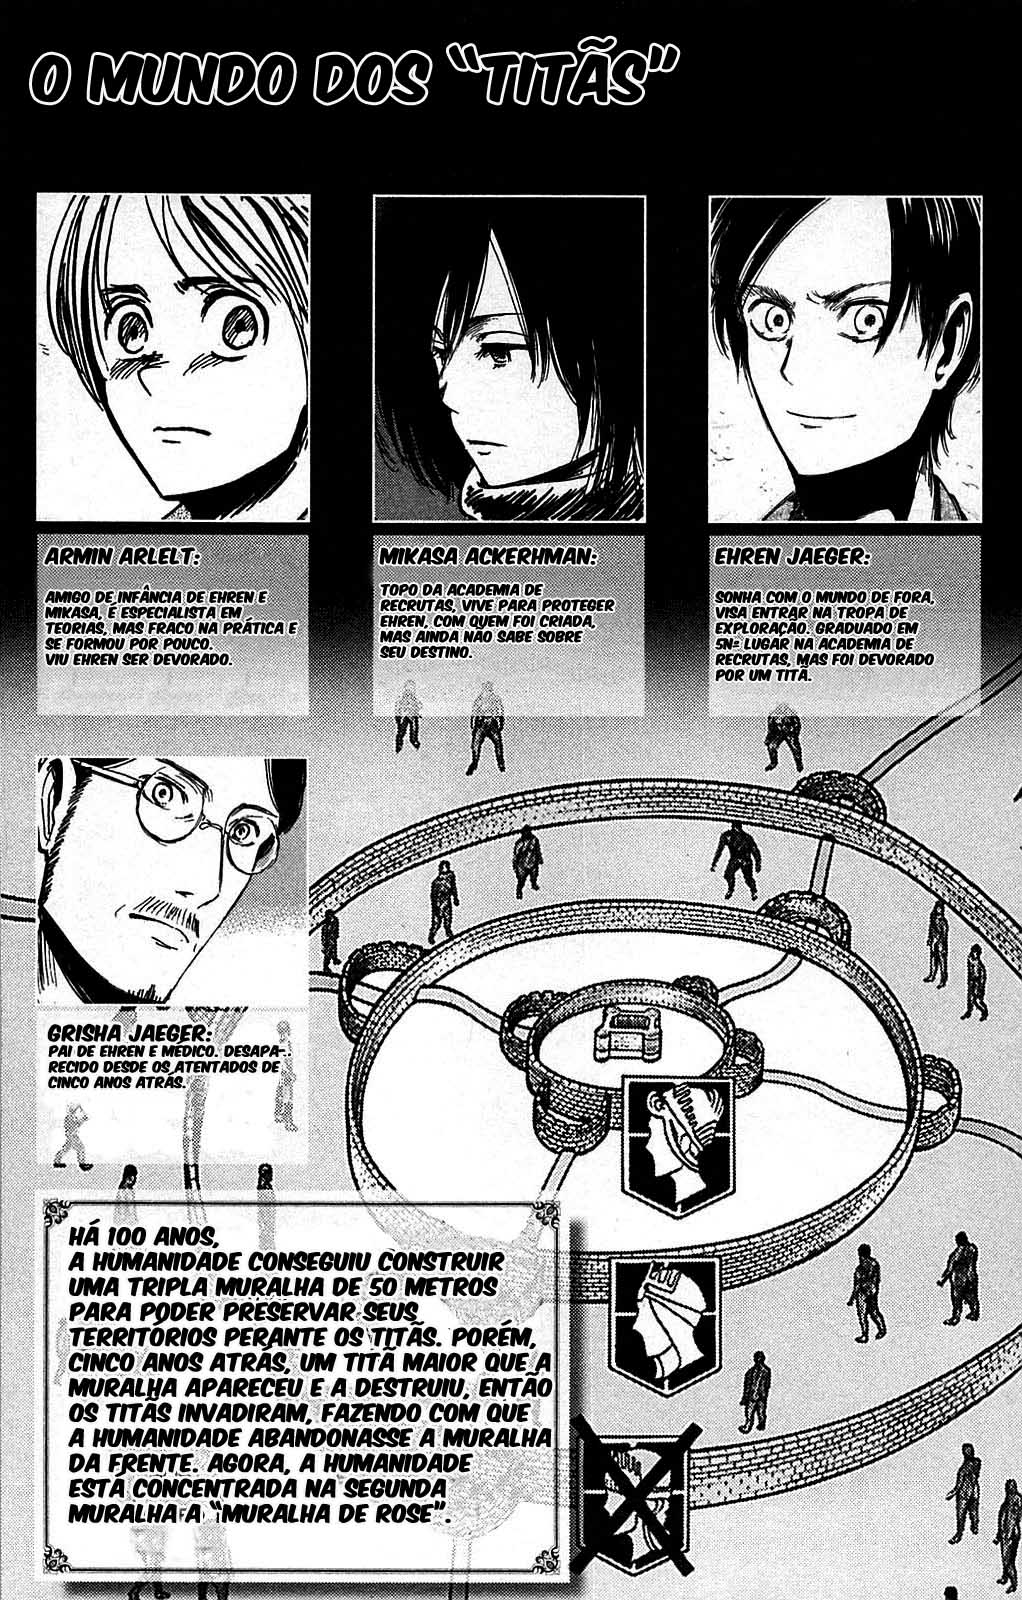 O MUNDO DOS "TITÃS"
ARMIN ARLELT:
AMIGO DE INFÂNCIA DE EHREN E
MIKASA, É ESPECIALISTA EM
TEORIAS, MAS FRACO NA PRÁTICA E
SE FORMOU POR POUCO.
VIU EHREN SER DEVORADO.
MIKASA ACKERHMAN:
TOPO DA ACADEMIA DE
RECRUTAS, VIVE PARA PROTEGER
EHREN, COM QUEM FOI CRIADA,
MAS AINDA NÃO SABE SOBRE
SEU DESTINO.
EHREN JAEGER:
SONHA COM O MUNDO DE FORA,
VISA ENTRAR NA TROPA DE
EXPLORAÇÃO. GRADUADO EM
5Nº LUGAR NA ACADEMIA DE
RECRUTAS, MAS FOI DEVORADO
POR UM TITÃ.
GRISHA JAEGER:
PAI DE EHREN E MÉDICO. DESAPA-
RECIDO DESDE OS ATENTADOS DE
CINCO ANOS ATRÁS.
HÁ 100 ANOS,
A HUMANIDADE CONSEGUIU CONSTRUIR
UMA TRIPLA MURALHA DE 50 METROS
PARA PODER PRESERVAR SEUS
TERRITÓRIOS PERANTE OS TITÃS. PORÉM,
CINCO ANOS ATRÁS, UM TITÃ MAIOR QUE A
MURALHA APARECEU E A DESTRUIU, ENTÃO
OS TITÃS INVADIRAM, FAZENDO COM QUE
A HUMANIDADE ABANDONASSE A MURALHA
DA FRENTE. AGORA, A HUMANIDADE
ESTÁ CONCENTRADA NA SEGUNDA
MURALHA A "MURALHA DE ROSE".